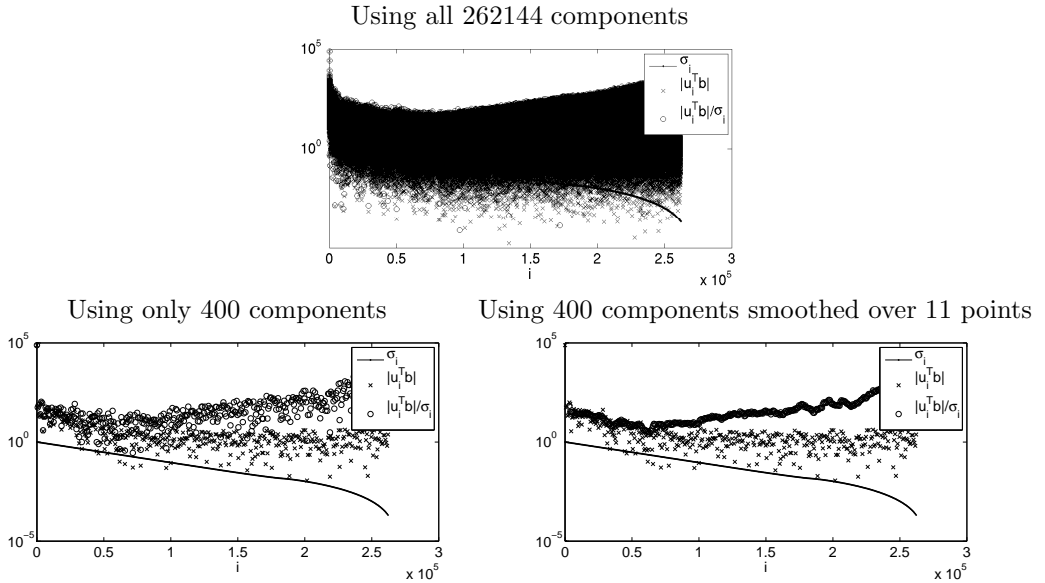 Using all 262144 components
10^5
10^0
σ_i
|u_i^T b|
|u_i^T b|/σ_i
0 0.5 1 1.5 2 2.5 3
i
x 10^5
Using only 400 components
10^5
10^0
10^-5
σ_i
|u_i^T b|
|u_i^T b|/σ_i
0 0.5 1 1.5 2 2.5 3
i
x 10^5
Using 400 components smoothed over 11 points
10^5
10^0
10^-5
σ_i
|u_i^T b|
|u_i^T b|/σ_i
0 0.5 1 1.5 2 2.5 3
i
x 10^5